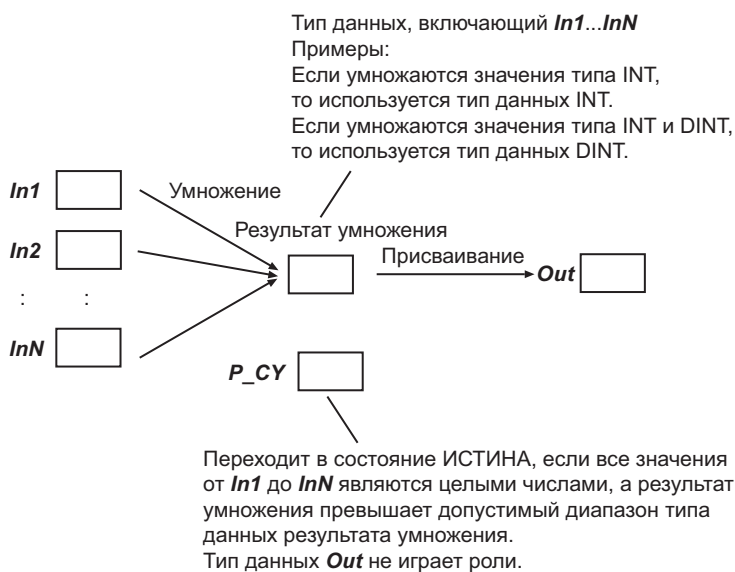 Тип данных, включающий In1...InN
Примеры:
Если умножаются значения типа INT,
то используется тип данных INT.
Если умножаются значения типа INT и DINT,
то используется тип данных DINT.
In1
Умножение
Результат умножения
In2
Присваивание
Out
: :
InN
P_CY
Переходит в состояние ИСТИНА, если все значения
от In1 до InN являются целыми числами, а результат
умножения превышает допустимый диапазон типа
данных результата умножения.
Тип данных Out не играет роли.